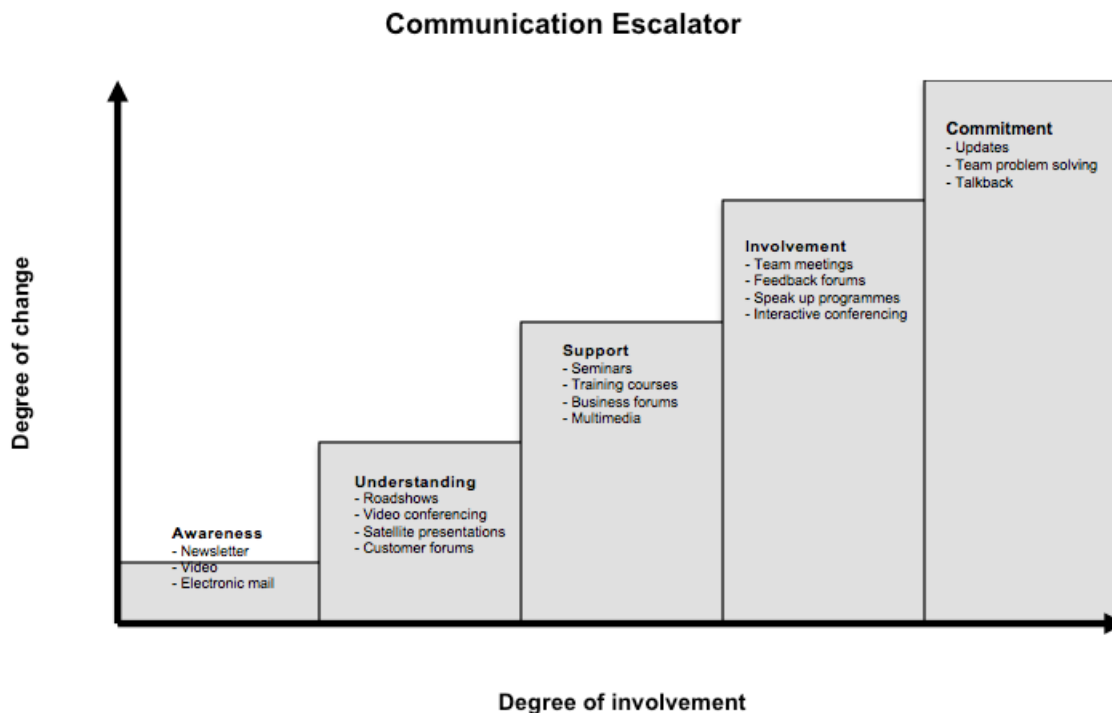 Communication Escalator
Degree of change
Awareness
- Newsletter
- Video
- Electronic mail
Understanding
- Roadshows
- Video conferencing
- Satellite presentations
- Customer forums
Support
- Seminars
- Training courses
- Business forums
- Multimedia
Involvement
- Team meetings
- Feedback forums
- Speak up programmes
- Interactive conferencing
Commitment
- Updates
- Team problem solving
- Talkback
Degree of involvement